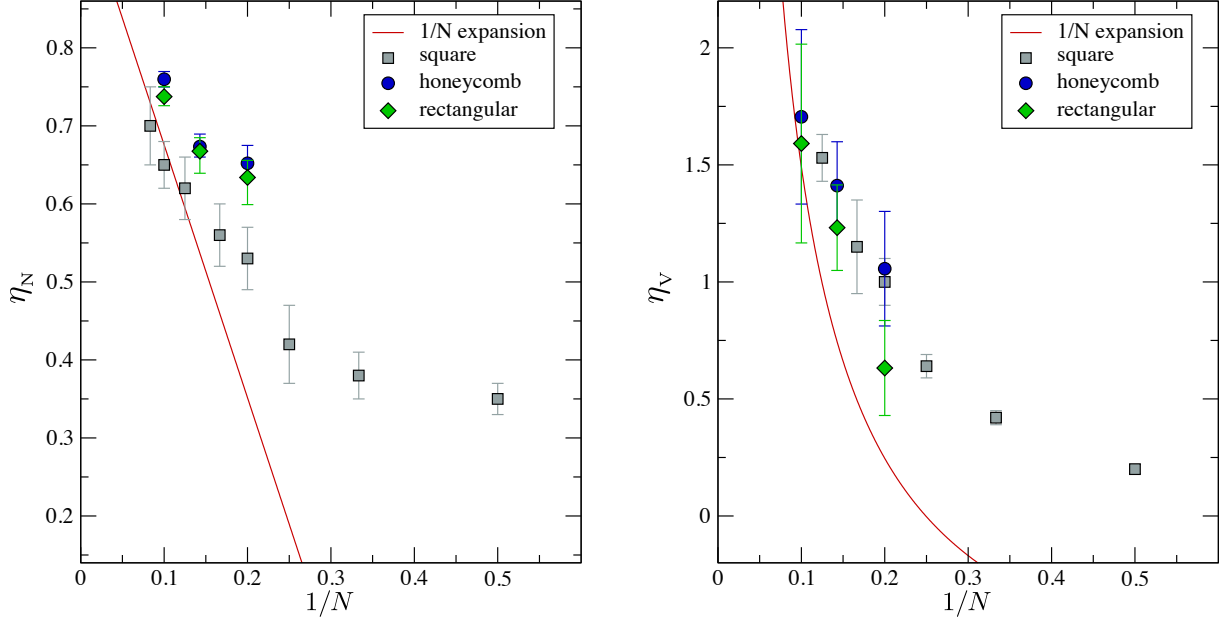 1/N expansion
square
honeycomb
rectangular
0.8
0.7
0.6
0.5
0.4
0.3
0.2
η_N
0 0.1 0.2 0.3 0.4 0.5
1/N
1/N expansion
square
honeycomb
rectangular
2
1.5
1
0.5
0
η_V
0 0.1 0.2 0.3 0.4 0.5
1/N